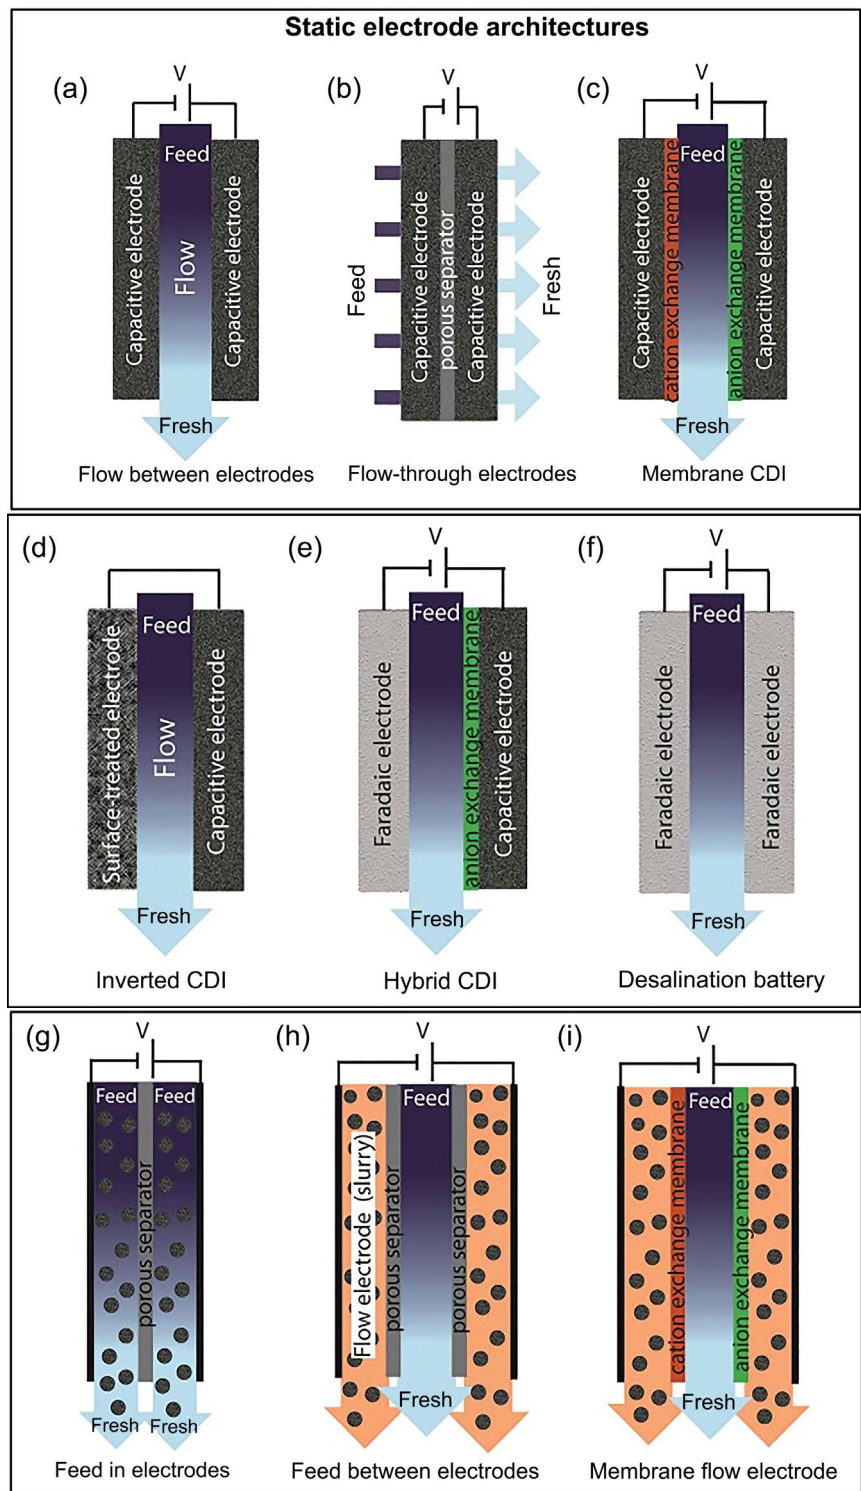 Static electrode architectures
(a)
V
Capacitive electrode
Feed
Flow
Fresh
Capacitive electrode
Flow between electrodes
(b)
V
Feed
Capacitive electrode
porous separator
Capacitive electrode
Fresh
Flow-through electrodes
(c)
V
Capacitive electrode
cation exchange membrane
Feed
Fresh
anion exchange membrane
Capacitive electrode
Membrane CDI
(d)
Surface-treated electrode
Feed
Flow
Fresh
Capacitive electrode
Inverted CDI
(e)
V
Faradaic electrode
Feed
Fresh
anion exchange membrane
Capacitive electrode
Hybrid CDI
(f)
V
Faradaic electrode
Feed
Fresh
Faradaic electrode
Desalination battery
(g)
V
Feed
Feed
porous separator
Fresh
Fresh
Feed in electrodes
(h)
V
Flow electrode (slurry)
porous separator
Feed
Fresh
porous separator
Feed between electrodes
(i)
V
cation exchange membrane
Feed
Fresh
anion exchange membrane
Membrane flow electrode